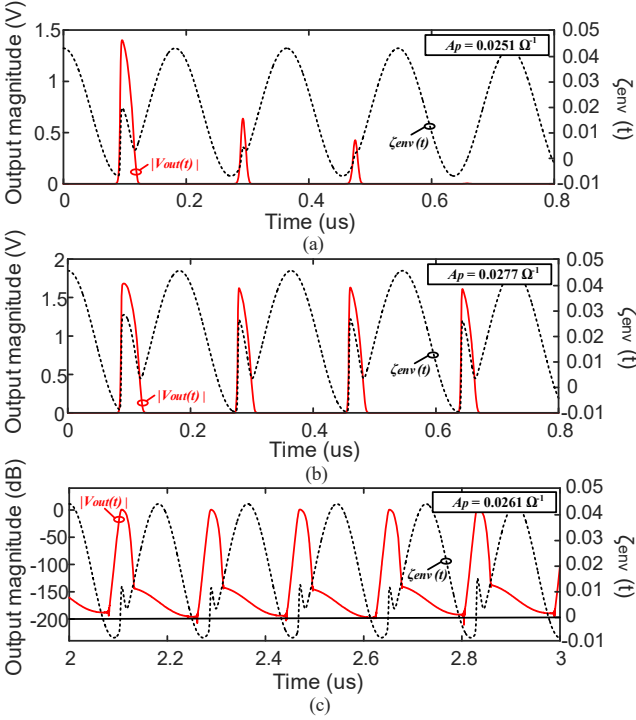 Output magnitude (V)
1.5
1
0.5
0
0.05
0.04
0.03
0.02
0.01
0
-0.01
ζenv (t)
Ap = 0.0251 Ω-1
|Vout(t)|
ζenv(t)
0 0.2 0.4 0.6 0.8
Time (us)
(a)
Output magnitude (V)
2
1.5
1
0.5
0
0.05
0.04
0.03
0.02
0.01
0
-0.01
ζenv (t)
Ap = 0.0277 Ω-1
|Vout(t)|
ζenv(t)
0 0.2 0.4 0.6 0.8
Time (us)
(b)
Output magnitude (dB)
0
-50
-100
-150
-200
0.05
0.04
0.03
0.02
0.01
0
-0.01
ζenv (t)
Ap = 0.0261 Ω-1
|Vout(t)|
ζenv(t)
2 2.2 2.4 2.6 2.8 3
Time (us)
(c)